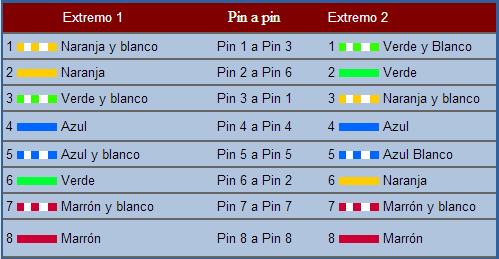 Extremo 1 Pin a pin Extremo 2
1 Naranja y blanco Pin 1 a Pin 3 1 Verde y Blanco
2 Naranja Pin 2 a Pin 6 2 Verde
3 Verde y blanco Pin 3 a Pin 1 3 Naranja y blanco
4 Azul Pin 4 a Pin 4 4 Azul
5 Azul y blanco Pin 5 a Pin 5 5 Azul Blanco
6 Verde Pin 6 a Pin 2 6 Naranja
7 Marrón y blanco Pin 7 a Pin 7 7 Marrón y blanco
8 Marrón Pin 8 a Pin 8 8 Marrón